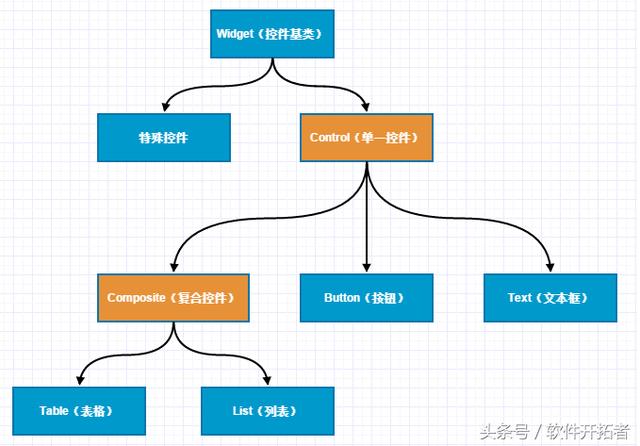 Widget（控件基类）
特殊控件
Control（单一控件）
Composite（复合控件）
Button（按钮）
Text（文本框）
Table（表格）
List（列表）
头条号／软件开拓者